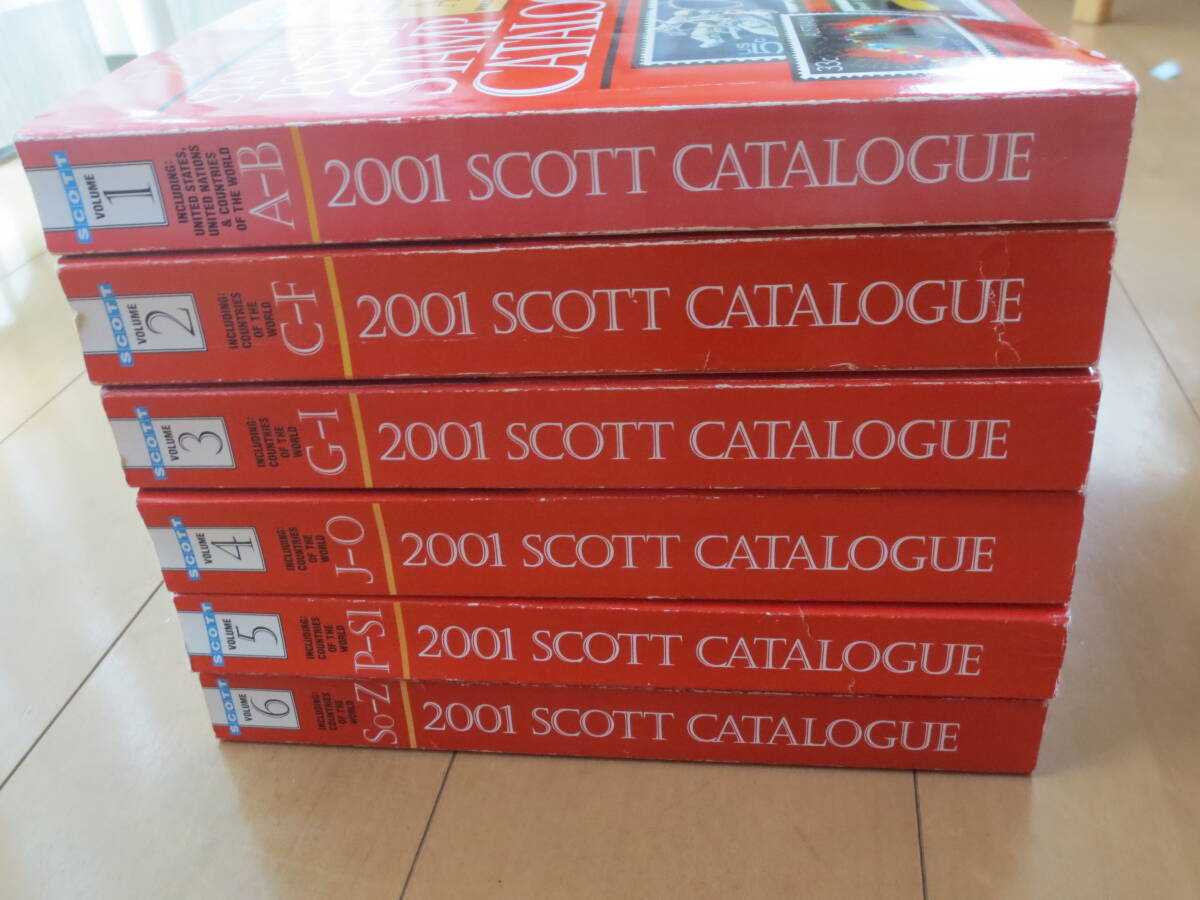 STAMP
CATALO
US15c
33c
SCOTT
VOLUME
1
INCLUDING:
UNITED STATES,
UNITED NATIONS
& COUNTRIES
OF THE WORLD
A-B
2001 SCOTT CATALOGUE
SCOTT
VOLUME
2
INCLUDING:
COUNTRIES
OF THE
WORLD
C-F
2001 SCOTT CATALOGUE
SCOTT
VOLUME
3
INCLUDING:
COUNTRIES
OF THE
WORLD
G-I
2001 SCOTT CATALOGUE
SCOTT
VOLUME
4
INCLUDING:
COUNTRIES
OF THE
WORLD
J-O
2001 SCOTT CATALOGUE
SCOTT
VOLUME
5
INCLUDING:
COUNTRIES
OF THE
WORLD
P-Sl
2001 SCOTT CATALOGUE
SCOTT
VOLUME
6
INCLUDING:
COUNTRIES
OF THE
WORLD
So-Z
2001 SCOTT CATALOGUE